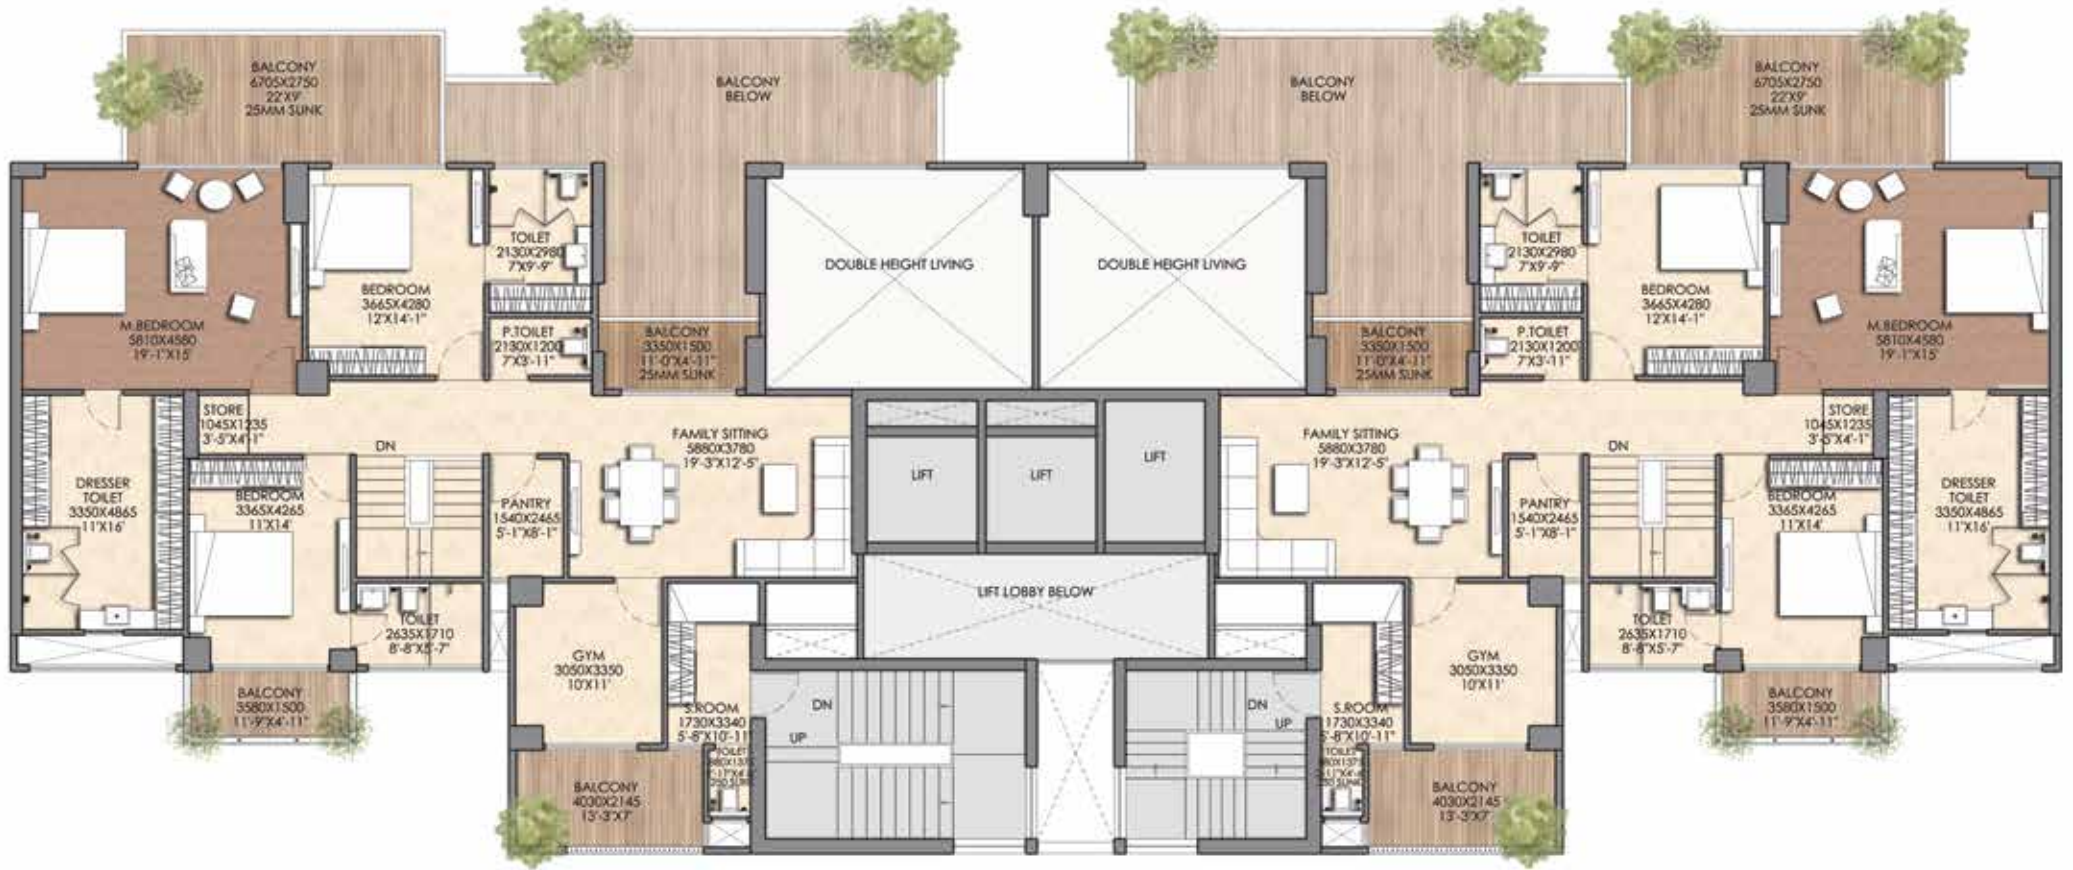 BALCONY
6705X2750
22'X9'
25MM SUNK
BALCONY
BELOW
BALCONY
BELOW
BALCONY
6705X2750
22'X9'
25MM SUNK
M.BEDROOM
5810X4580
19'-1"X15'
BEDROOM
3665X4280
12'X14'-1"
TOILET
2130X2980
7'X9'-9"
P.TOILET
2130X1200
7'X3'-11"
BALCONY
3350X1500
11'-0"X4'-11"
25MM SUNK
DOUBLE HEIGHT LIVING
DOUBLE HEIGHT LIVING
BALCONY
3350X1500
11'-0"X4'-11"
25MM SUNK
TOILET
2130X2980
7'X9'-9"
P.TOILET
2130X1200
7'X3'-11"
BEDROOM
3665X4280
12'X14'-1"
M.BEDROOM
5810X4580
19'-1"X15'
STORE
1045X1235
3'-5"X4'-1"
DN
FAMILY SITTING
5880X3780
19'-3"X12'-5"
LIFT
LIFT
LIFT
FAMILY SITTING
5880X3780
19'-3"X12'-5"
DN
STORE
1045X1235
3'-5"X4'-1"
DRESSER
TOILET
3350X4865
11'X16'
BEDROOM
3365X4265
11'X14'
PANTRY
1540X2465
5'-1"X8'-1"
PANTRY
1540X2465
5'-1"X8'-1"
BEDROOM
3365X4265
11'X14'
DRESSER
TOILET
3350X4865
11'X16'
TOILET
2635X1710
8'-8"X5'-7"
LIFT LOBBY BELOW
TOILET
2635X1710
8'-8"X5'-7"
GYM
3050X3350
10'X11'
GYM
3050X3350
10'X11'
BALCONY
3580X1500
11'-9"X4'-11"
S.ROOM
1730X3340
5'-8"X10'-11"
DN
UP
DN
UP
S.ROOM
1730X3340
5'-8"X10'-11"
BALCONY
3580X1500
11'-9"X4'-11"
TOILET
TOILET
BALCONY
4030X2145
13'-3"X7'
BALCONY
4030X2145
13'-3"X7'